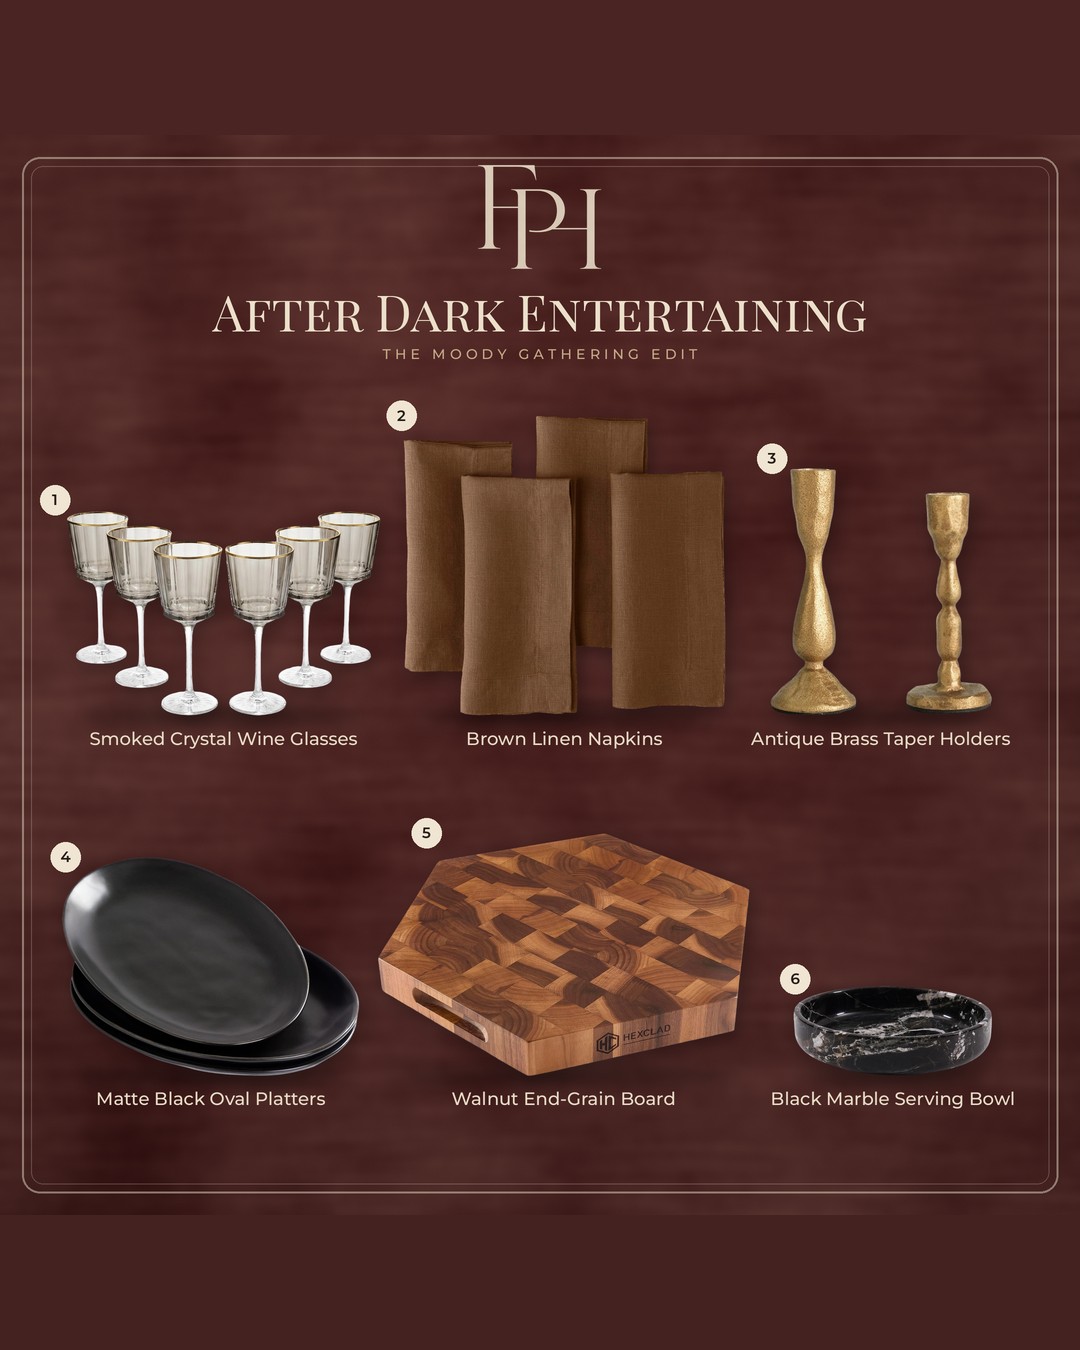 FPH
After Dark Entertaining
THE MOODY GATHERING EDIT
1
Smoked Crystal Wine Glasses
2
Brown Linen Napkins
3
Antique Brass Taper Holders
4
Matte Black Oval Platters
5
HC HEXCLAD
Walnut End-Grain Board
6
Black Marble Serving Bowl